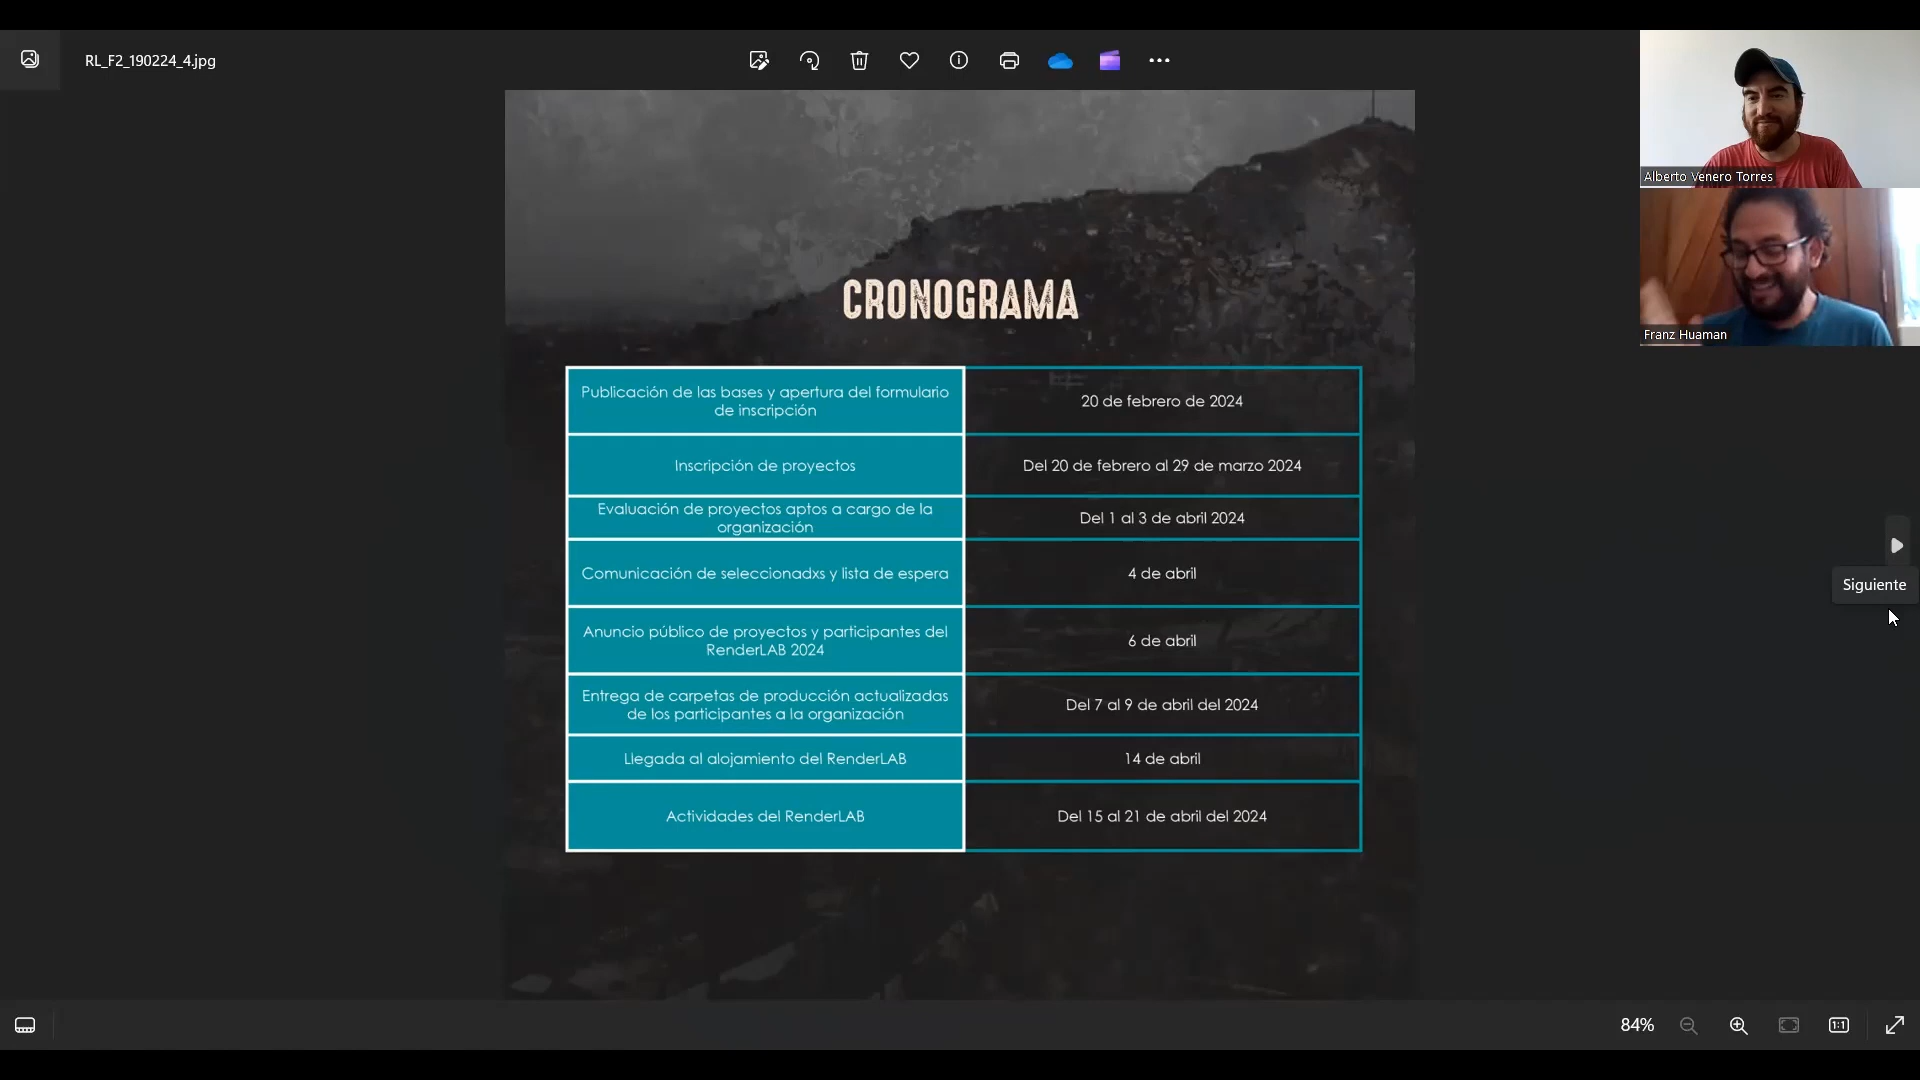 RL_F2_190224_4.jpg
Alberto Venero Torres
Franz Huaman
CRONOGRAMA
Publicación de las bases y apertura del formulario
de inscripción
20 de febrero de 2024
Inscripción de proyectos
Del 20 de febrero al 29 de marzo 2024
Evaluación de proyectos aptos a cargo de la
organización
Del 1 al 3 de abril 2024
Comunicación de seleccionadxs y lista de espera
4 de abril
Anuncio público de proyectos y participantes del
RenderLAB 2024
6 de abril
Entrega de carpetas de producción actualizadas
de los participantes a la organización
Del 7 al 9 de abril del 2024
Llegada al alojamiento del RenderLAB
14 de abril
Actividades del RenderLAB
Del 15 al 21 de abril del 2024
Siguiente
84%
1:1